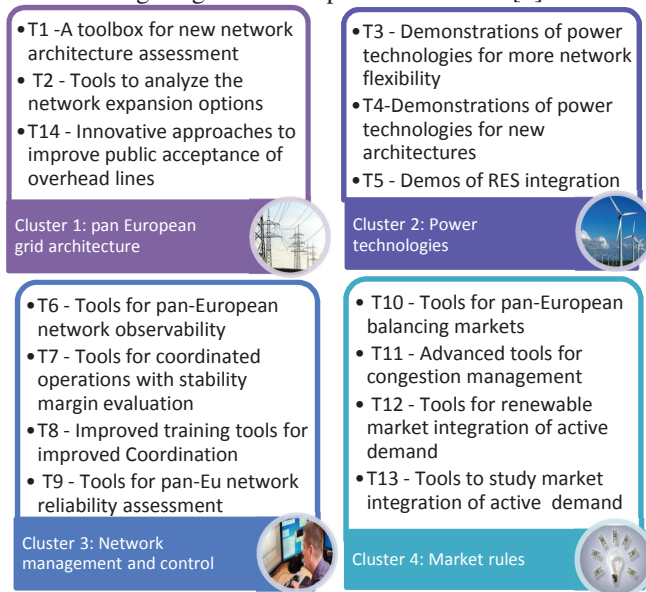 •T1 -A toolbox for new network
architecture assessment
• T2 - Tools to analyze the
network expansion options
•T14 - Innovative approaches to
improve public acceptance of
overhead lines
Cluster 1: pan European
grid architecture
•T3 - Demonstrations of power
technologies for more network
flexibility
•T4-Demonstrations of power
technologies for new
architectures
•T5 - Demos of RES integration
Cluster 2: Power
technologies
•T6 - Tools for pan-European
network observability
•T7 - Tools for coordinated
operations with stability
margin evaluation
•T8 - Improved training tools for
improved Coordination
• T9 - Tools for pan-Eu network
reliability assessment
Cluster 3: Network
management and control
• T10 - Tools for pan-European
balancing markets
• T11 - Advanced tools for
congestion management
• T12 - Tools for renewable
market integration of active
demand
•T13 - Tools to study market
integration of active demand
Cluster 4: Market rules